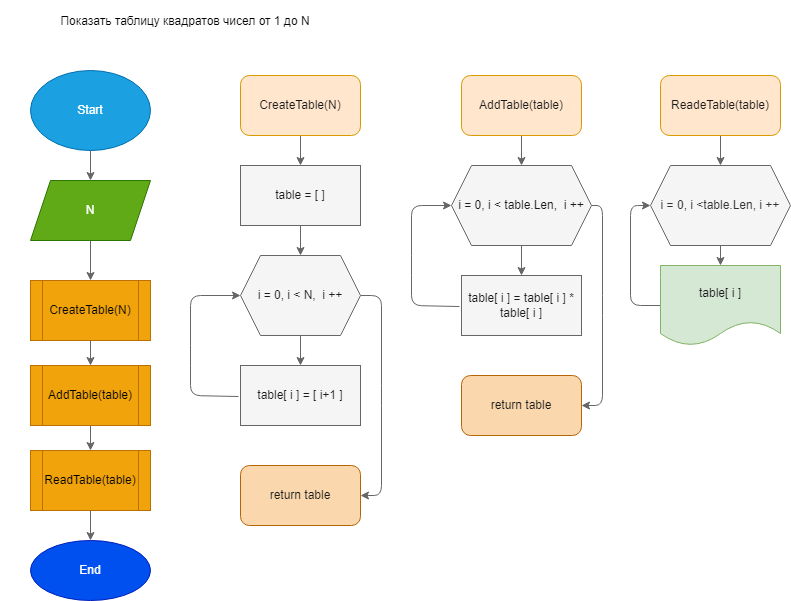 Показать таблицу квадратов чисел от 1 до N
Start
N
CreateTable(N)
AddTable(table)
ReadTable(table)
End
CreateTable(N)
table = [ ]
i = 0, i < N, i ++
table[ i ] = [ i+1 ]
return table
AddTable(table)
i = 0, i < table.Len, i ++
table[ i ] = table[ i ] *
table[ i ]
return table
ReadeTable(table)
i = 0, i <table.Len, i ++
table[ i ]